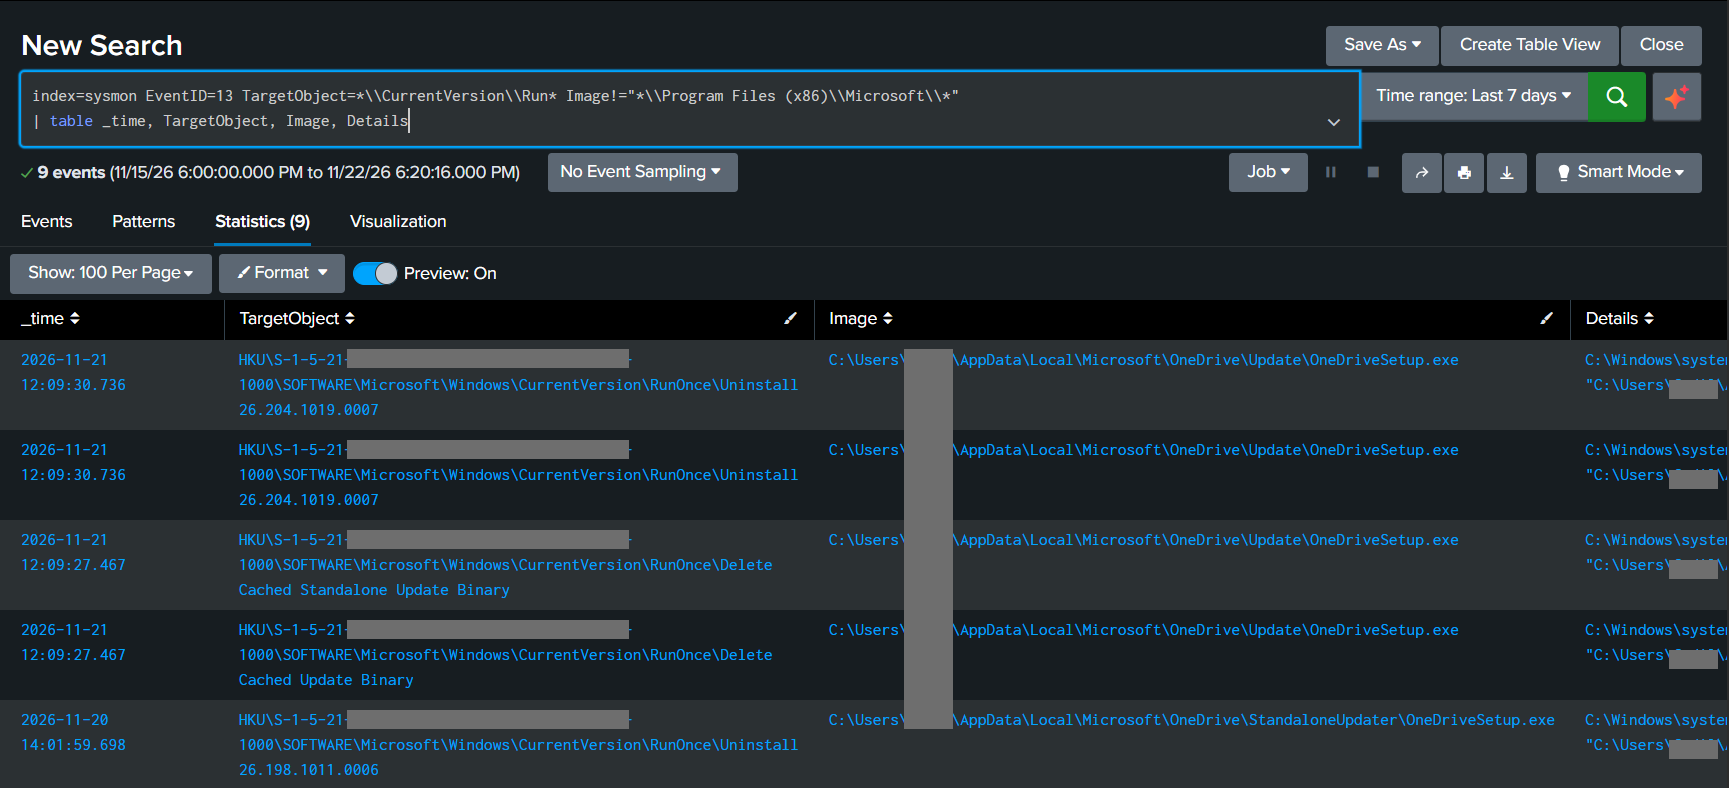 New Search
Save As
Create Table View
Close
index=sysmon EventID=13 TargetObject=*\\CurrentVersion\\Run* Image!="*\\Program Files (x86)\\Microsoft\\*"
| table _time, TargetObject, Image, Details
Time range: Last 7 days
9 events (11/15/26 6:00:00.000 PM to 11/22/26 6:20:16.000 PM)
No Event Sampling
Job
Smart Mode
Events
Patterns
Statistics (9)
Visualization
Show: 100 Per Page
Format
Preview: On
_time
TargetObject
Image
Details
2026-11-21
12:09:30.736
HKU\S-1-5-21-
1000\SOFTWARE\Microsoft\Windows\CurrentVersion\RunOnce\Uninstall
26.204.1019.0007
C:\Users\ \AppData\Local\Microsoft\OneDrive\Update\OneDriveSetup.exe
C:\Windows\syste
"C:\Users\
2026-11-21
12:09:30.736
HKU\S-1-5-21-
1000\SOFTWARE\Microsoft\Windows\CurrentVersion\RunOnce\Uninstall
26.204.1019.0007
C:\Users\ \AppData\Local\Microsoft\OneDrive\Update\OneDriveSetup.exe
C:\Windows\syste
"C:\Users\
2026-11-21
12:09:27.467
HKU\S-1-5-21-
1000\SOFTWARE\Microsoft\Windows\CurrentVersion\RunOnce\Delete
Cached Standalone Update Binary
C:\Users\ \AppData\Local\Microsoft\OneDrive\Update\OneDriveSetup.exe
C:\Windows\syste
"C:\Users\
2026-11-21
12:09:27.467
HKU\S-1-5-21-
1000\SOFTWARE\Microsoft\Windows\CurrentVersion\RunOnce\Delete
Cached Update Binary
C:\Users\ \AppData\Local\Microsoft\OneDrive\Update\OneDriveSetup.exe
C:\Windows\syste
"C:\Users\
2026-11-20
14:01:59.698
HKU\S-1-5-21-
1000\SOFTWARE\Microsoft\Windows\CurrentVersion\RunOnce\Uninstall
26.198.1011.0006
C:\Users\ \AppData\Local\Microsoft\OneDrive\StandaloneUpdater\OneDriveSetup.exe
C:\Windows\syste
"C:\Users\